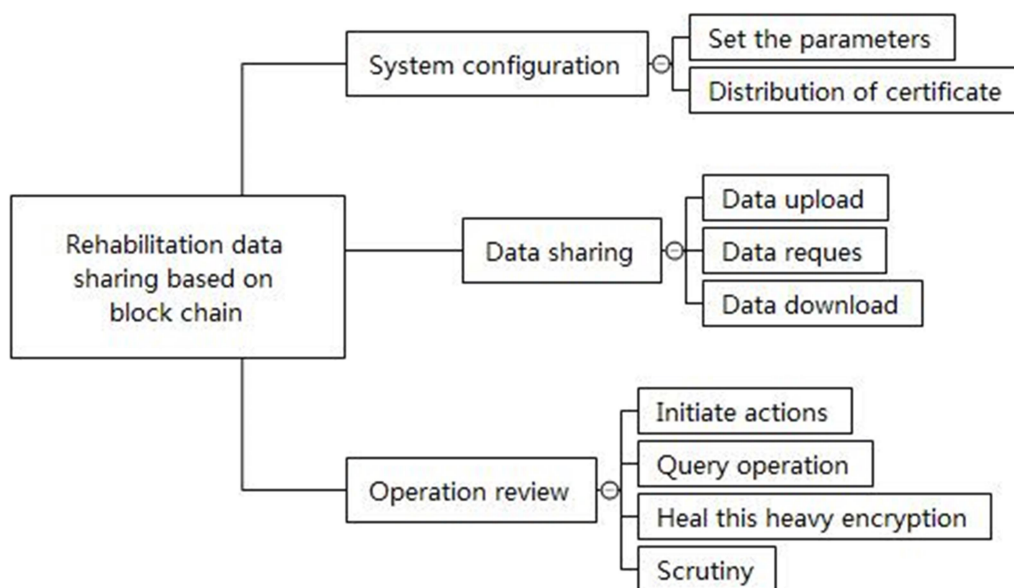 System configuration
Set the parameters
Distribution of certificate
Rehabilitation data
sharing based on
block chain
Data sharing
Data upload
Data reques
Data download
Operation review
Initiate actions
Query operation
Heal this heavy encryption
Scrutiny